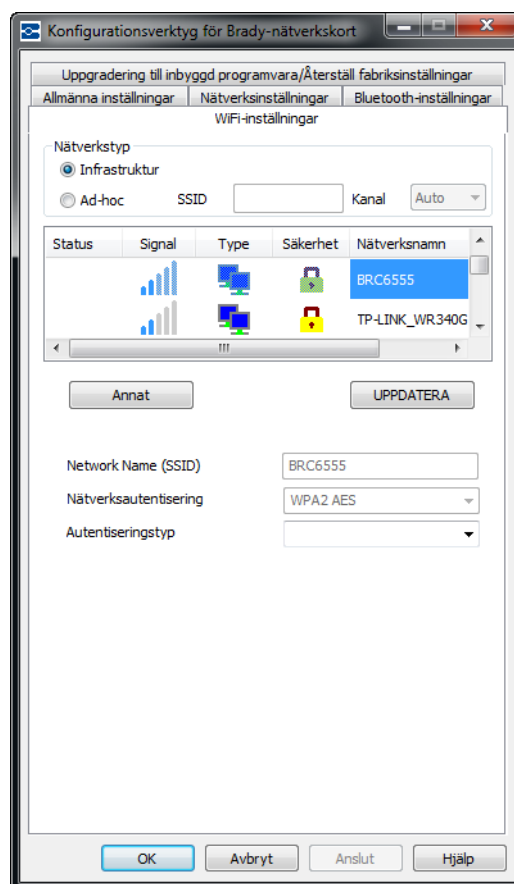 Konfigurationsverktyg för Brady-nätverkskort
Uppgradering till inbyggd programvara/Återställ fabriksinställningar
Allmänna inställningar Nätverksinställningar Bluetooth-inställningar
WiFi-inställningar
Nätverkstyp
Infrastruktur
Ad-hoc SSID Kanal Auto
Status Signal Type Säkerhet Nätverksnamn
BRC6555
TP-LINK_WR340G
Annat UPPDATERA
Network Name (SSID) BRC6555
Nätverksautentisering WPA2 AES
Autentiseringstyp
OK Avbryt Anslut Hjälp